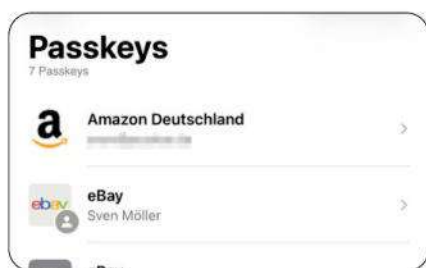 Passkeys
7 Passkeys
a
Amazon Deutschland
ebay
eBay
Sven Möller